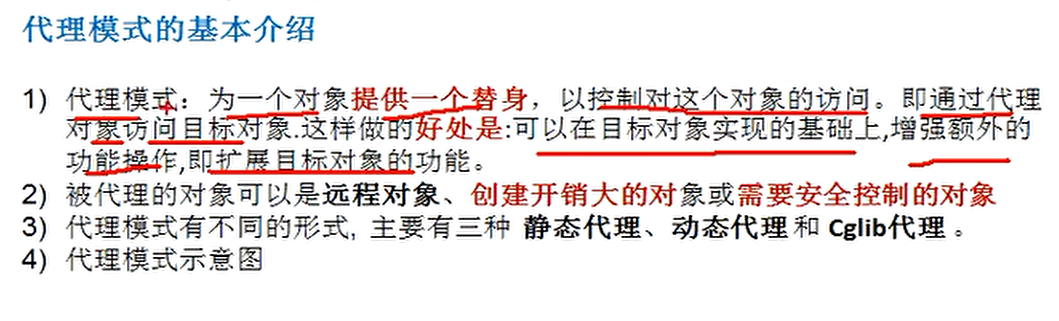 代理模式的基本介绍
1) 代理模式：为一个对象提供一个替身，以控制对这个对象的访问。即通过代理
对象访问目标对象.这样做的好处是:可以在目标对象实现的基础上,增强额外的
功能操作,即扩展目标对象的功能。
2) 被代理的对象可以是远程对象、创建开销大的对象或需要安全控制的对象
3) 代理模式有不同的形式, 主要有三种 静态代理、动态代理和 Cglib代理 。
4) 代理模式示意图